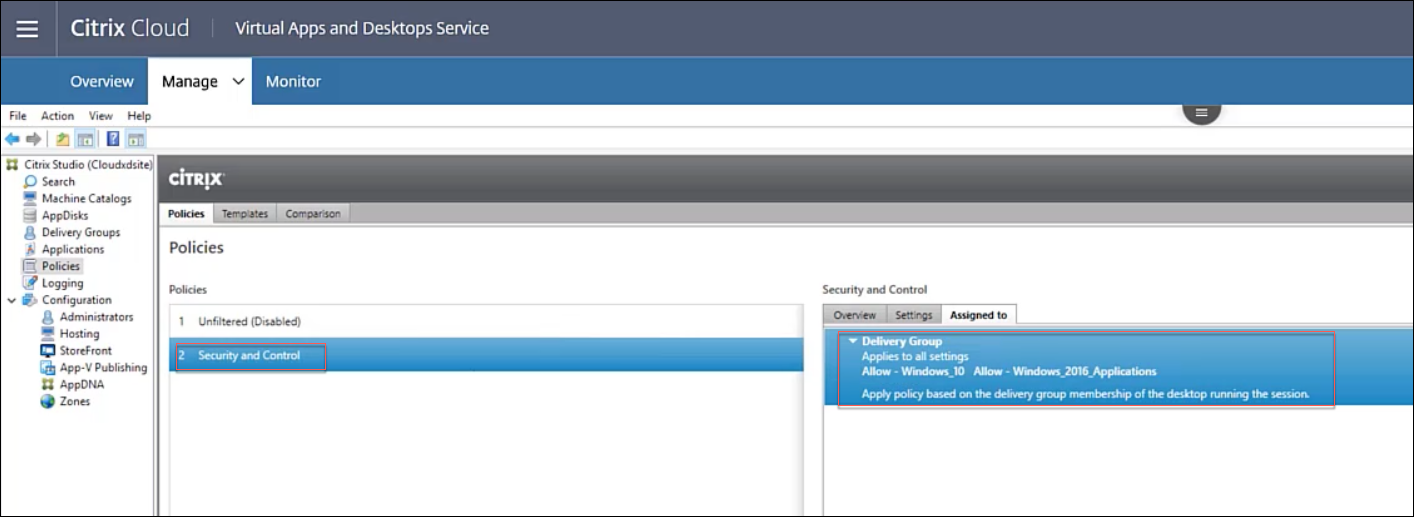 Citrix Cloud Virtual Apps and Desktops Service
Overview Manage Monitor
File Action View Help
Citrix Studio (Cloudxdsite)
Search
Machine Catalogs
AppDisks
Delivery Groups
Applications
Policies
Logging
Configuration
Administrators
Hosting
StoreFront
App-V Publishing
AppDNA
Zones
CITRIX
Policies Templates Comparison
Policies
Policies
1 Unfiltered (Disabled)
2 Security and Control
Security and Control
Overview Settings Assigned to
Delivery Group
Applies to all settings
Allow - Windows_10 Allow - Windows_2016_Applications
Apply policy based on the delivery group membership of the desktop running the session.